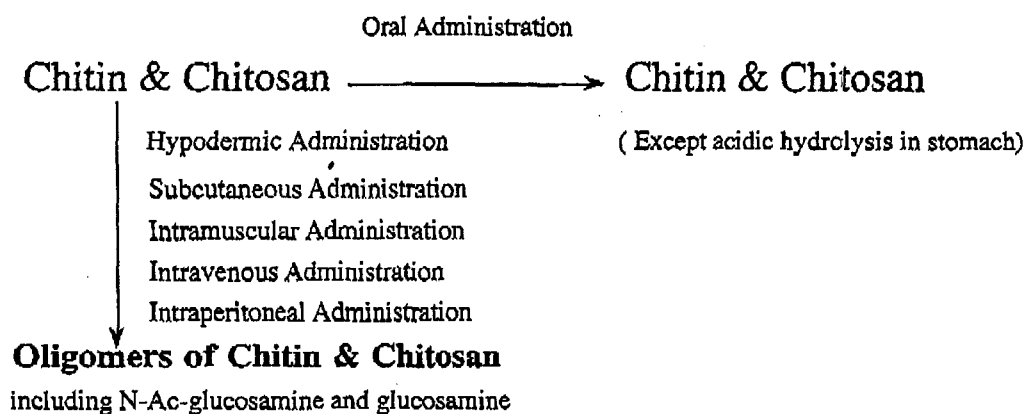 Oral Administration
Chitin & Chitosan
Chitin & Chitosan
Hypodermic Administration
( Except acidic hydrolysis in stomach)
Subcutaneous Administration
Intramuscular Administration
Intravenous Administration
Intraperitoneal Administration
Oligomers of Chitin & Chitosan
including N-Ac-glucosamine and glucosamine